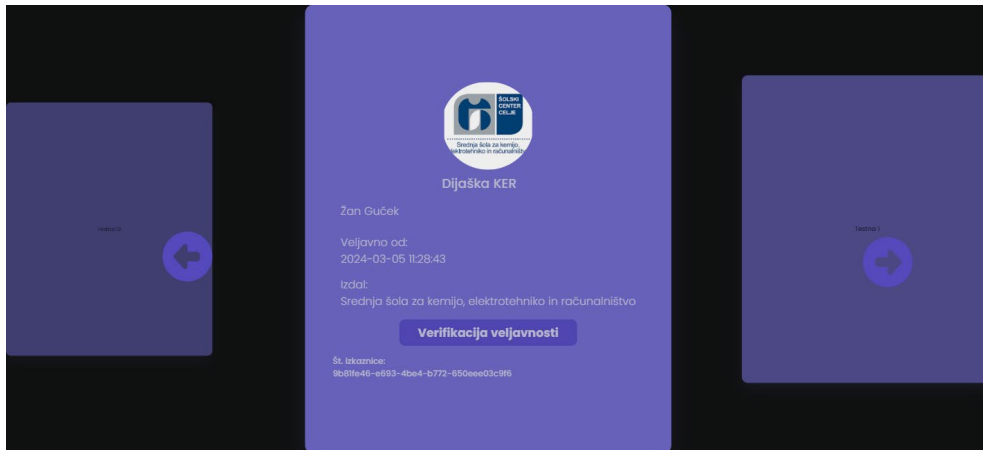 ŠOLSKI
CENTER
CELJE
Srednja šola za kemijo,
elektrotehniko in računalništvo
Dijaška KER
Žan Guček
Veljavno od:
2024-03-05 11:28:43
Izdal:
Srednja šola za kemijo, elektrotehniko in računalništvo
Verifikacija veljavnosti
Št. izkaznice:
9b81fe46-e693-4be4-b772-650eee03c9f6
Testna 1